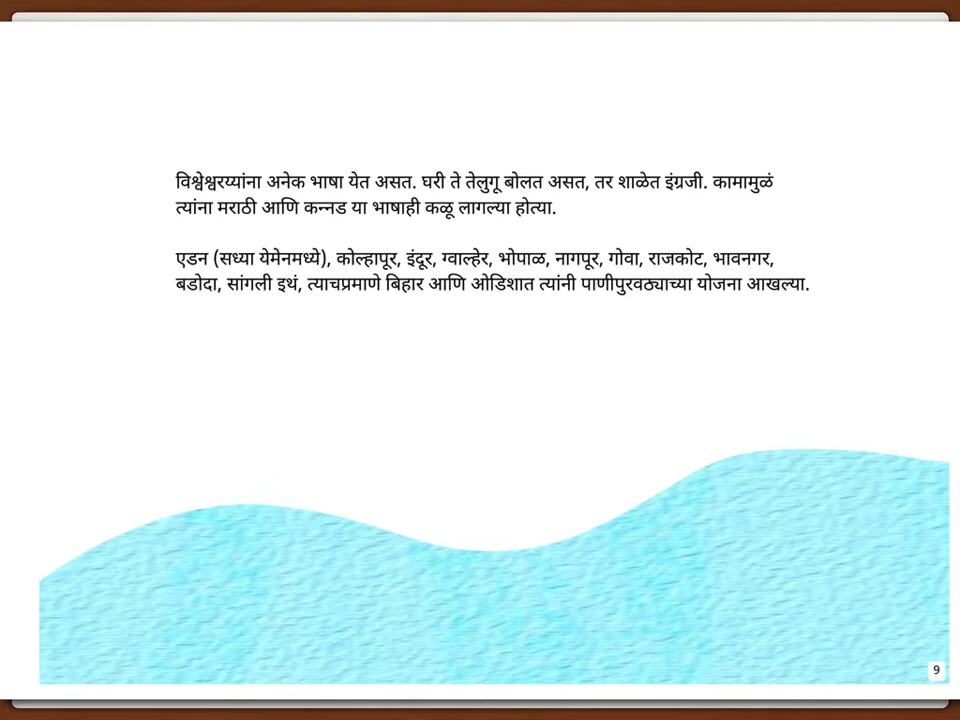 विश्वेश्वरय्यांना अनेक भाषा येत असत. घरी ते तेलुगू बोलत असत, तर शाळेत इंग्रजी. कामामुळं
त्यांना मराठी आणि कन्नड या भाषाही कळू लागल्या होत्या.
एडन (सध्या येमेनमध्ये), कोल्हापूर, इंदूर, ग्वाल्हेर, भोपाळ, नागपूर, गोवा, राजकोट, भावनगर,
बडोदा, सांगली इथं, त्याचप्रमाणे बिहार आणि ओडिशात त्यांनी पाणीपुरवठ्याच्या योजना आखल्या.
9